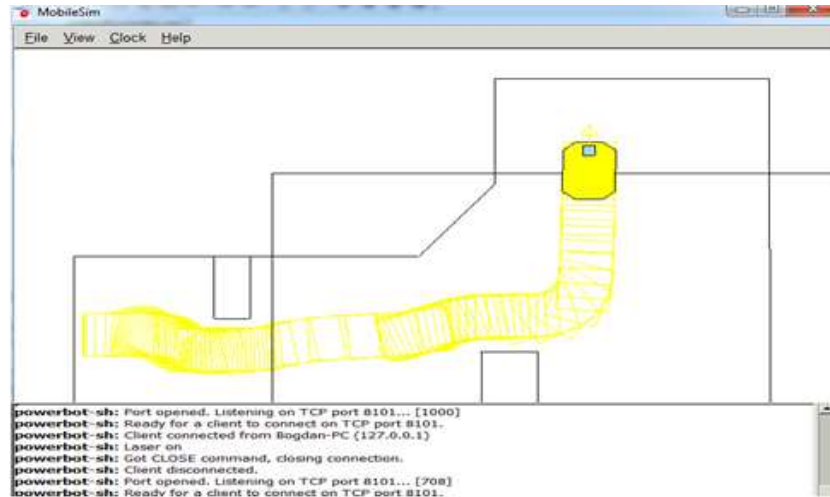 MobileSim
File View Clock Help
powerbot-sh: Port opened. Listening on TCP port 8101... [1000]
powerbot-sh: Ready for a client to connect on TCP port 8101.
powerbot-sh: Client connected from Bogdan-PC (127.0.0.1)
powerbot-sh: Laser on
powerbot-sh: Got CLOSE command, closing connection.
powerbot-sh: Client disconnected.
powerbot-sh: Port opened. Listening on TCP port 8101... [708]
powerbot-sh: Ready for a client to connect on TCP port 8101.